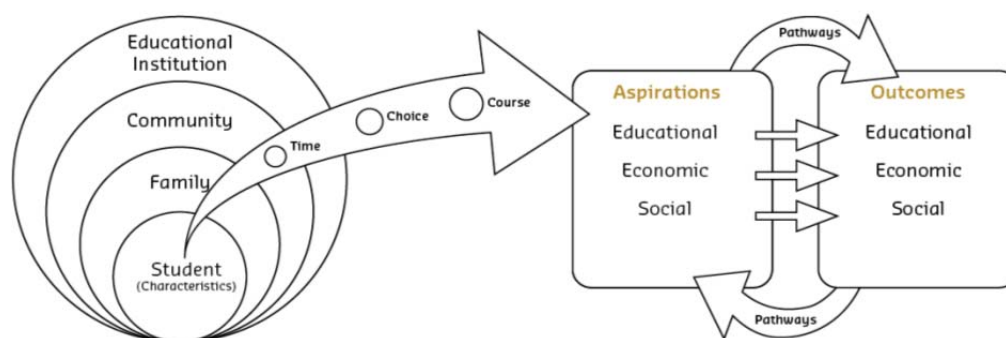 Educational
Institution
Community
Family
Student
(Characteristics)
Time
Choice
Course
Pathways
Aspirations
Educational
Economic
Social
Outcomes
Educational
Economic
Social
Pathways